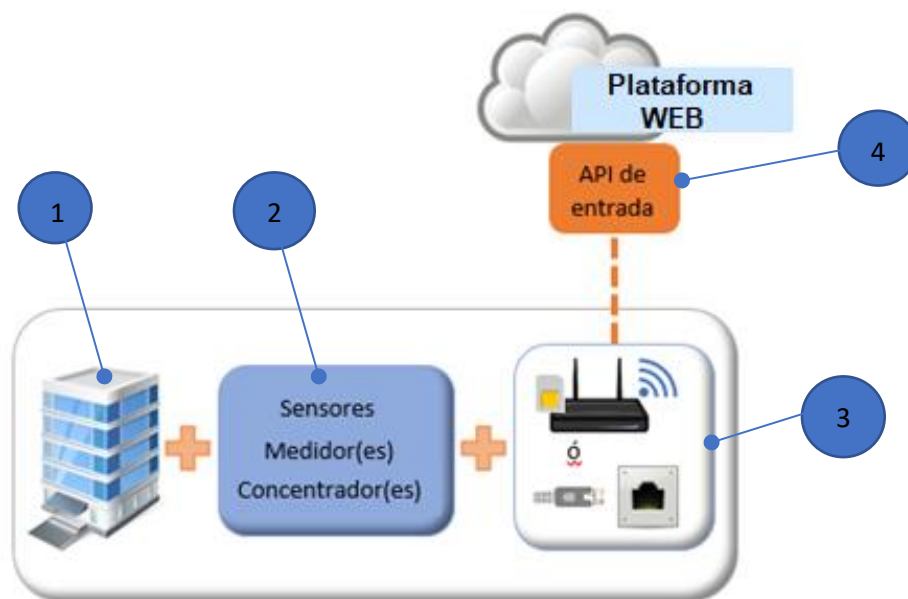 Plataforma
WEB
4
API de
entrada
1
2
Sensores
Medidor(es)
Concentrador(es)
3
ó